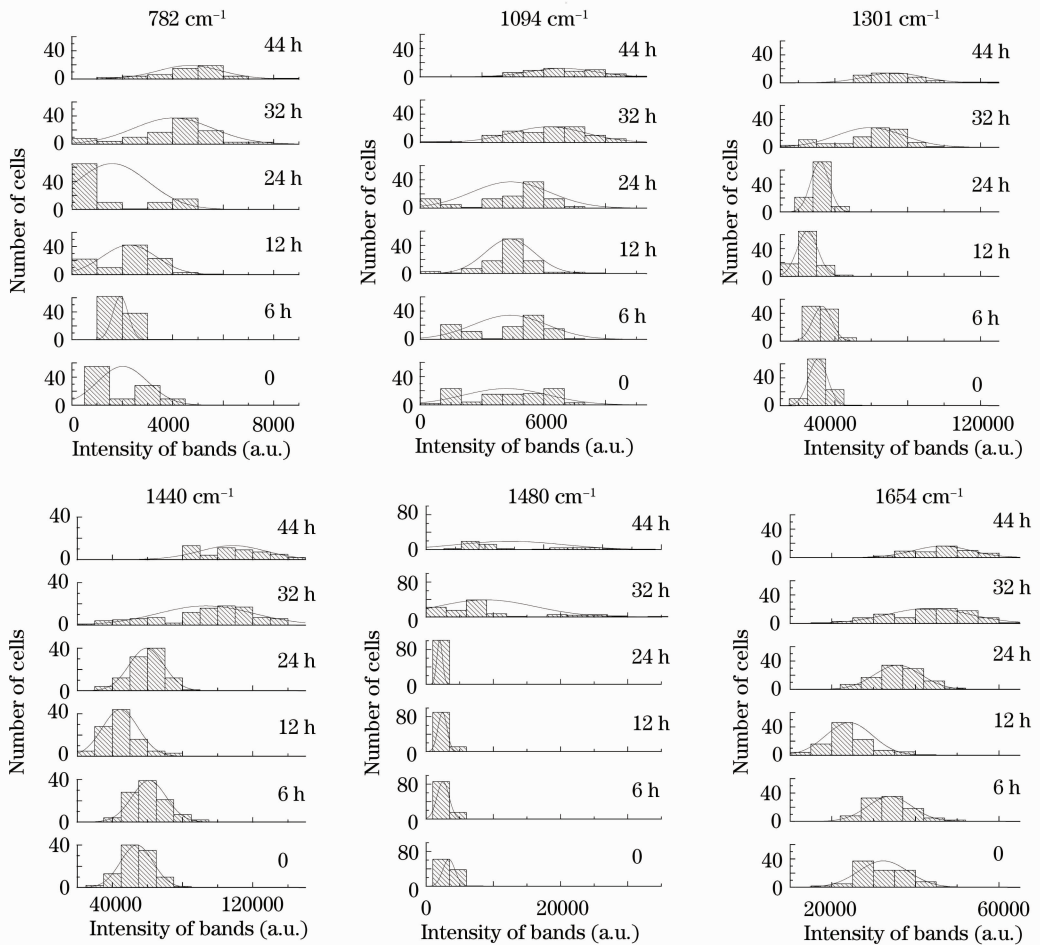 782 cm⁻¹
40
0
44 h
40
0
32 h
40
0
24 h
40
0
12 h
40
0
6 h
40
0
0
4000
8000
Intensity of bands (a.u.)
Number of cells
1094 cm⁻¹
40
0
44 h
40
0
32 h
40
0
24 h
40
0
12 h
40
0
6 h
40
0
0
0
6000
Intensity of bands (a.u.)
Number of cells
1301 cm⁻¹
40
0
44 h
40
0
32 h
40
0
24 h
40
0
12 h
40
0
6 h
40
0
0
40000
120000
Intensity of bands (a.u.)
Number of cells
1440 cm⁻¹
40
0
44 h
40
0
32 h
40
0
24 h
40
0
12 h
40
0
6 h
40
0
0
40000
120000
Intensity of bands (a.u.)
Number of cells
1480 cm⁻¹
80
0
44 h
80
0
32 h
80
0
24 h
80
0
12 h
80
0
6 h
80
0
0
0
20000
Intensity of bands (a.u.)
Number of cells
1654 cm⁻¹
40
0
44 h
40
0
32 h
40
0
24 h
40
0
12 h
40
0
6 h
40
0
0
20000
60000
Intensity of bands (a.u.)
Number of cells